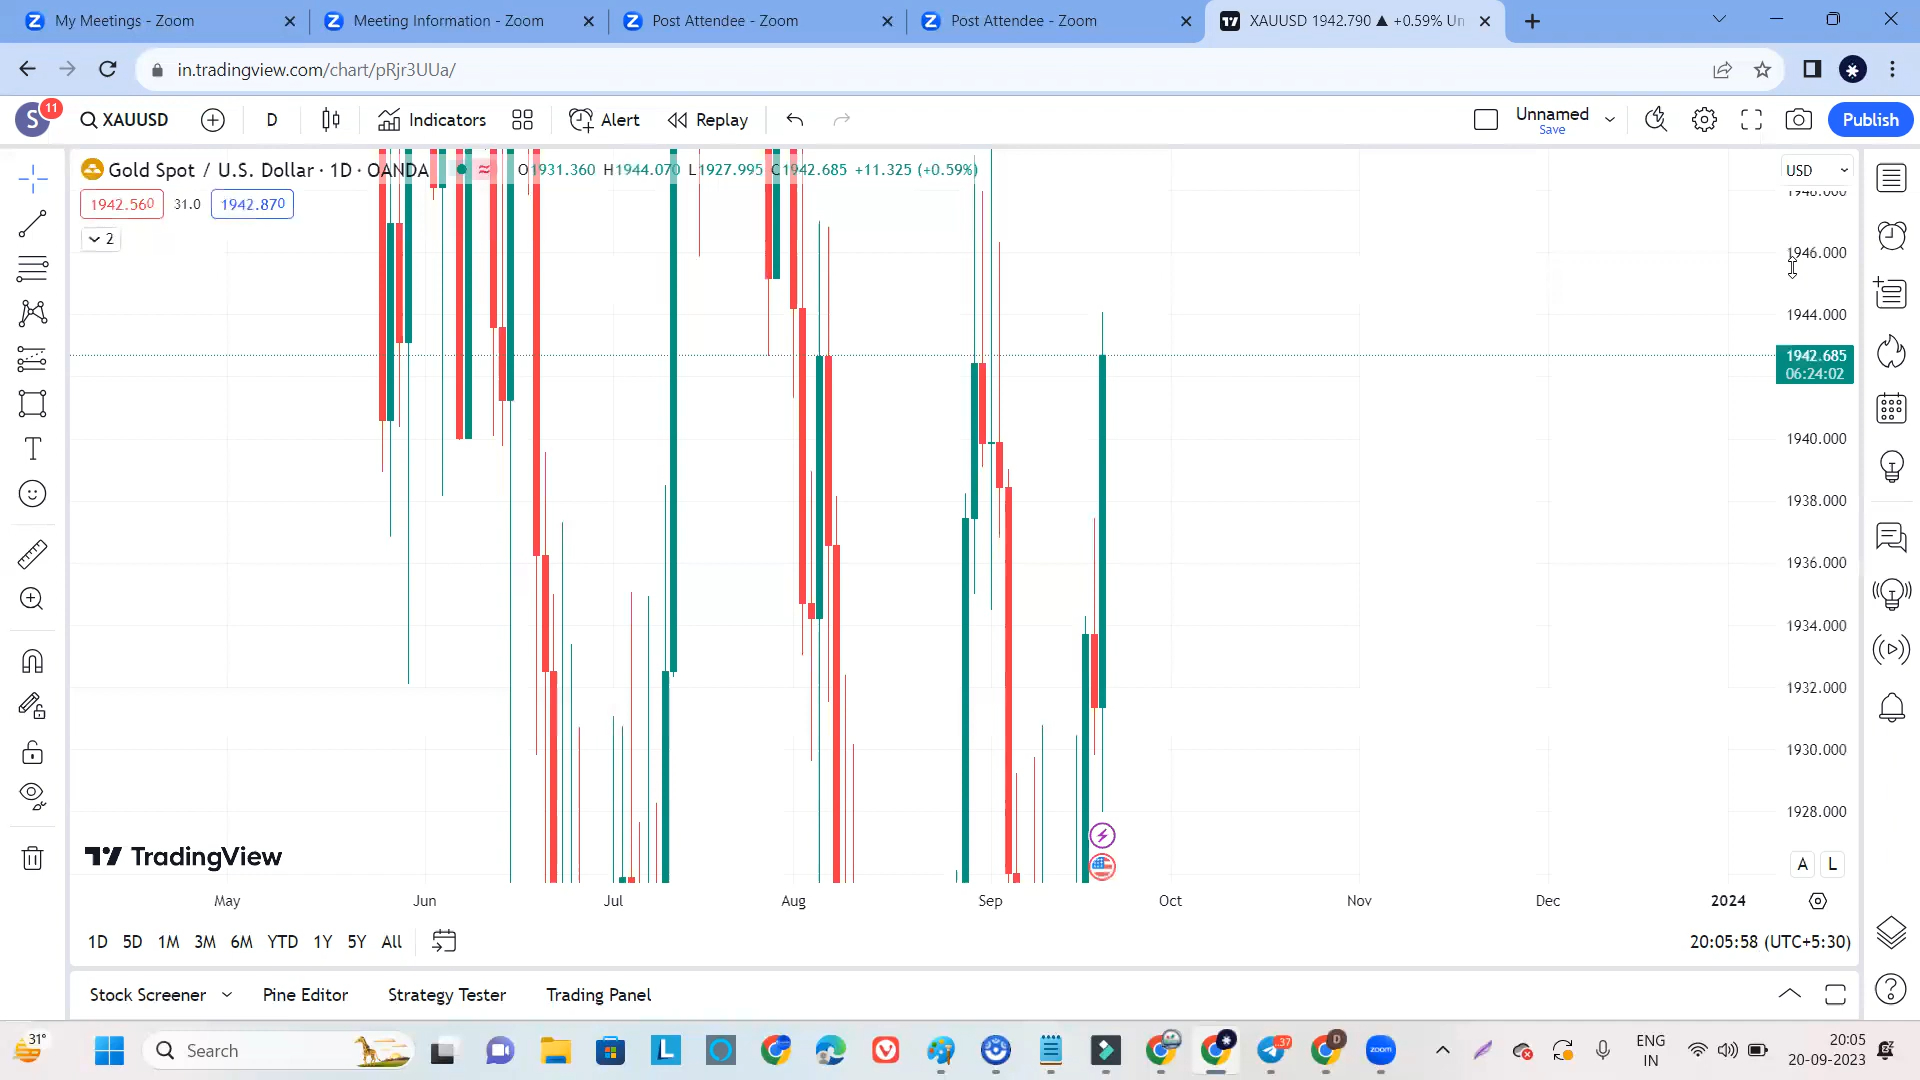 My Meetings - Zoom
Meeting Information - Zoom
Post Attendee - Zoom
Post Attendee - Zoom
XAUUSD 1942.790 ▲ +0.59% Un
in.tradingview.com/chart/pRjr3UUa/
S
11
XAUUSD
D
Indicators
Alert
Replay
Unnamed
Save
Publish
Gold Spot / U.S. Dollar · 1D · OANDA
O1931.360 H1944.070 L1927.995 C1942.685 +11.325 (+0.59%)
USD
1942.560
31.0
1942.870
2
1948.000
1946.000
1944.000
1942.685
06:24:02
1940.000
1938.000
1936.000
1934.000
1932.000
1930.000
1928.000
TradingView
A L
May Jun Jul Aug Sep Oct Nov Dec 2024
1D 5D 1M 3M 6M YTD 1Y 5Y All
20:05:58 (UTC+5:30)
Stock Screener
Pine Editor
Strategy Tester
Trading Panel
31°
Search
L
37
D
zoom
ENG
IN
20:05
20-09-2023